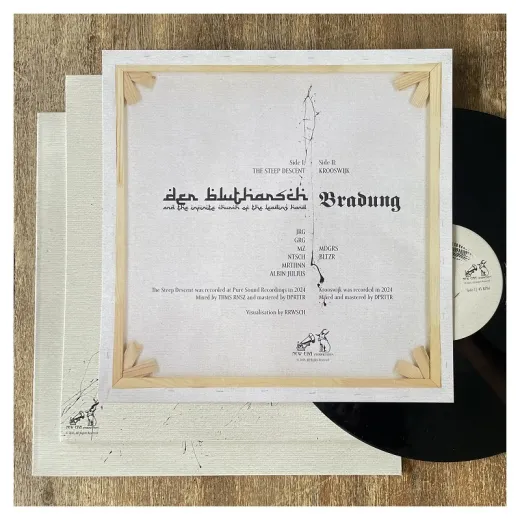 Side I:
THE STEEP DESCENT
Side II:
KROOSWIJK
der blutharsch
and the infinite church of the leading hand
Bradung
JRG
GRG
MZ
NTSCH
MRTHNN
ALBIN JULIUS
MDGRS
BLTZR
The Steep Descent was recorded at Pure Sound Recordings in 2024
Mixed by THMS RNSZ and mastered by DPRTTR
Krooswijk was recorded in 2024
Mixed and mastered by DPRTTR
Visualisation by RRWSCH